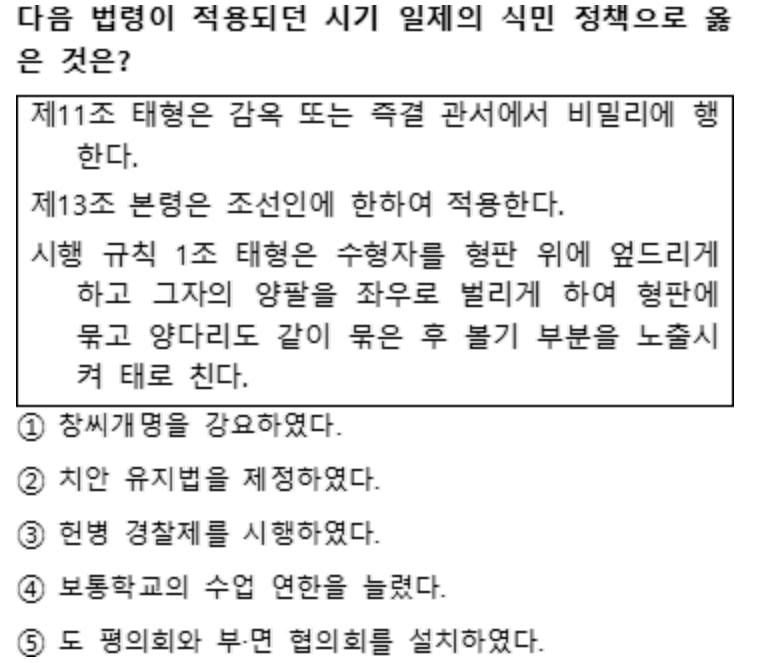 다음 법령이 적용되던 시기 일제의 식민 정책으로 옳
은 것은?
제11조 태형은 감옥 또는 즉결 관서에서 비밀리에 행
한다.
제13조 본령은 조선인에 한하여 적용한다.
시행 규칙 1조 태형은 수형자를 형판 위에 엎드리게
하고 그자의 양팔을 좌우로 벌리게 하여 형판에
묶고 양다리도 같이 묶은 후 볼기 부분을 노출시
켜 태로 친다.
① 창씨개명을 강요하였다.
② 치안 유지법을 제정하였다.
③ 헌병 경찰제를 시행하였다.
④ 보통학교의 수업 연한을 늘렸다.
⑤ 도 평의회와 부·면 협의회를 설치하였다.